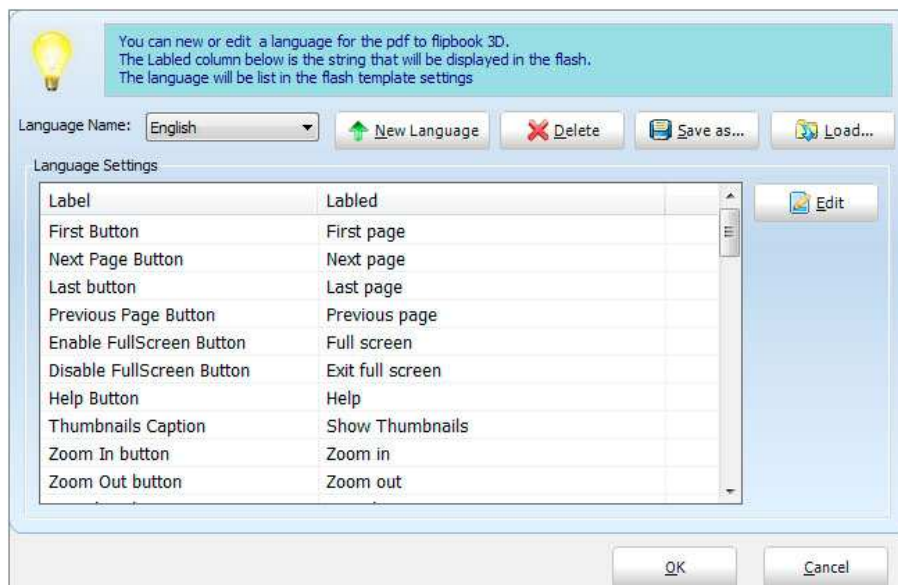 You can new or edit a language for the pdf to flipbook 3D.
The Labled column below is the string that will be displayed in the flash.
The language will be list in the flash template settings
Language Name: English New Language Delete Save as... Load...
Language Settings
Label Labled Edit
First Button First page
Next Page Button Next page
Last button Last page
Previous Page Button Previous page
Enable FullScreen Button Full screen
Disable FullScreen Button Exit full screen
Help Button Help
Thumbnails Caption Show Thumbnails
Zoom In button Zoom in
Zoom Out button Zoom out
OK Cancel